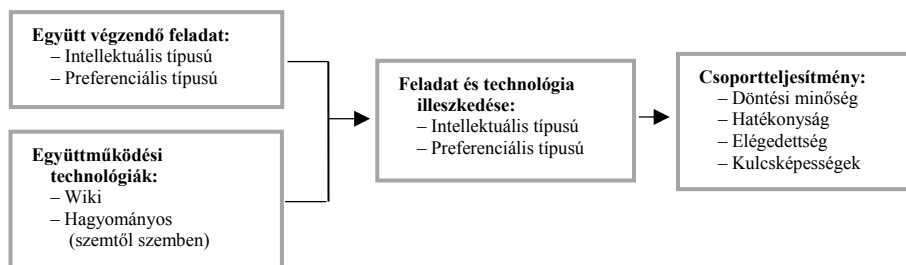 Együtt végzendő feladat:
– Intellektuális típusú
– Preferenciális típusú
Együttműködési
technológiák:
– Wiki
– Hagyományos
(szemtől szemben)
Feladat és technológia
illeszkedése:
– Intellektuális típusú
– Preferenciális típusú
Csoportteljesítmény:
– Döntési minőség
– Hatékonyság
– Elégedettség
– Kulcsképességek